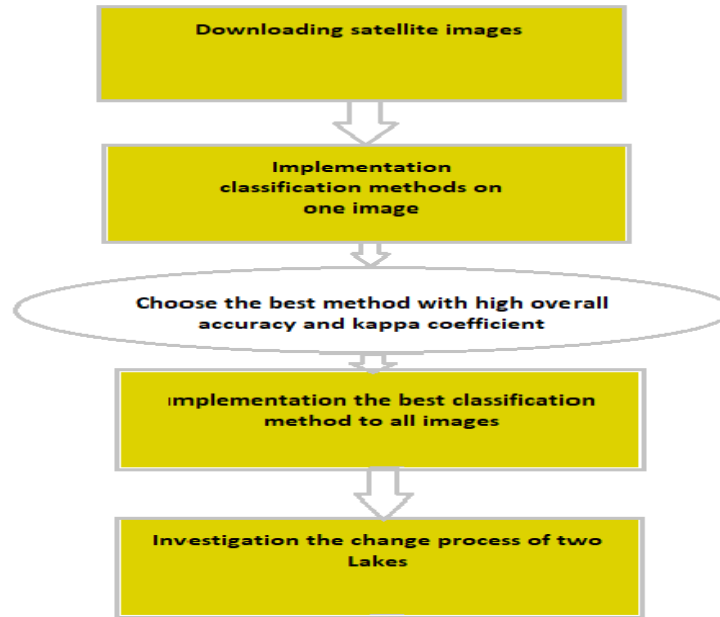 Downloading satellite images
Implementation
classification methods on
one image
Choose the best method with high overall
accuracy and kappa coefficient
Implementation the best classification
method to all images
Investigation the change process of two
Lakes